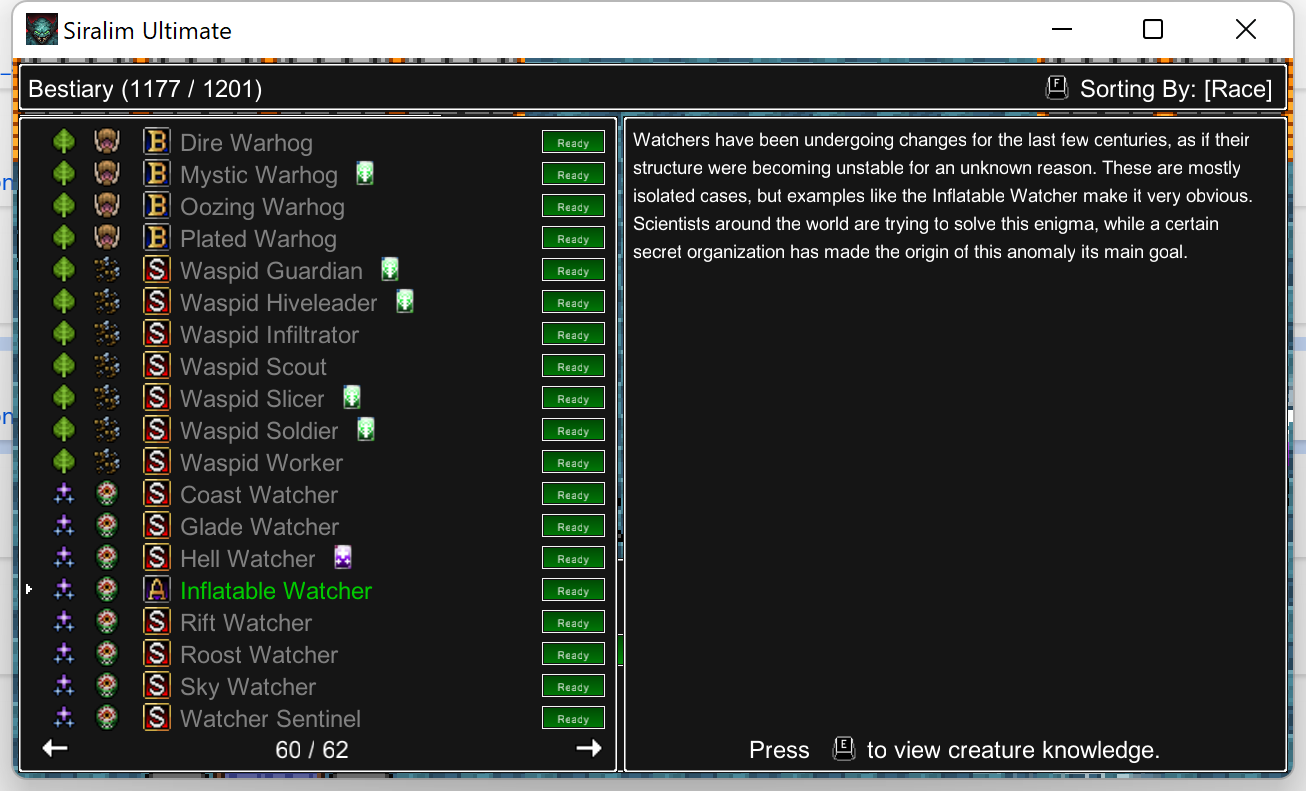 Siralim Ultimate
Bestiary (1177 / 1201)
F Sorting By: [Race]
B Dire Warhog Ready
B Mystic Warhog Ready
B Oozing Warhog Ready
B Plated Warhog Ready
S Waspid Guardian Ready
S Waspid Hiveleader Ready
S Waspid Infiltrator Ready
S Waspid Scout Ready
S Waspid Slicer Ready
S Waspid Soldier Ready
S Waspid Worker Ready
S Coast Watcher Ready
S Glade Watcher Ready
S Hell Watcher Ready
A Inflatable Watcher Ready
S Rift Watcher Ready
S Roost Watcher Ready
S Sky Watcher Ready
S Watcher Sentinel Ready
60 / 62
Watchers have been undergoing changes for the last few centuries, as if their
structure were becoming unstable for an unknown reason. These are mostly
isolated cases, but examples like the Inflatable Watcher make it very obvious.
Scientists around the world are trying to solve this enigma, while a certain
secret organization has made the origin of this anomaly its main goal.
Press E to view creature knowledge.